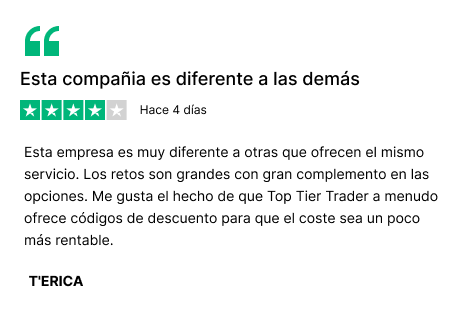 Esta compañia es diferente a las demás
Hace 4 días
Esta empresa es muy diferente a otras que ofrecen el mismo
servicio. Los retos son grandes con gran complemento en las
opciones. Me gusta el hecho de que Top Tier Trader a menudo
ofrece códigos de descuento para que el coste sea un poco
más rentable.
T'ERICA